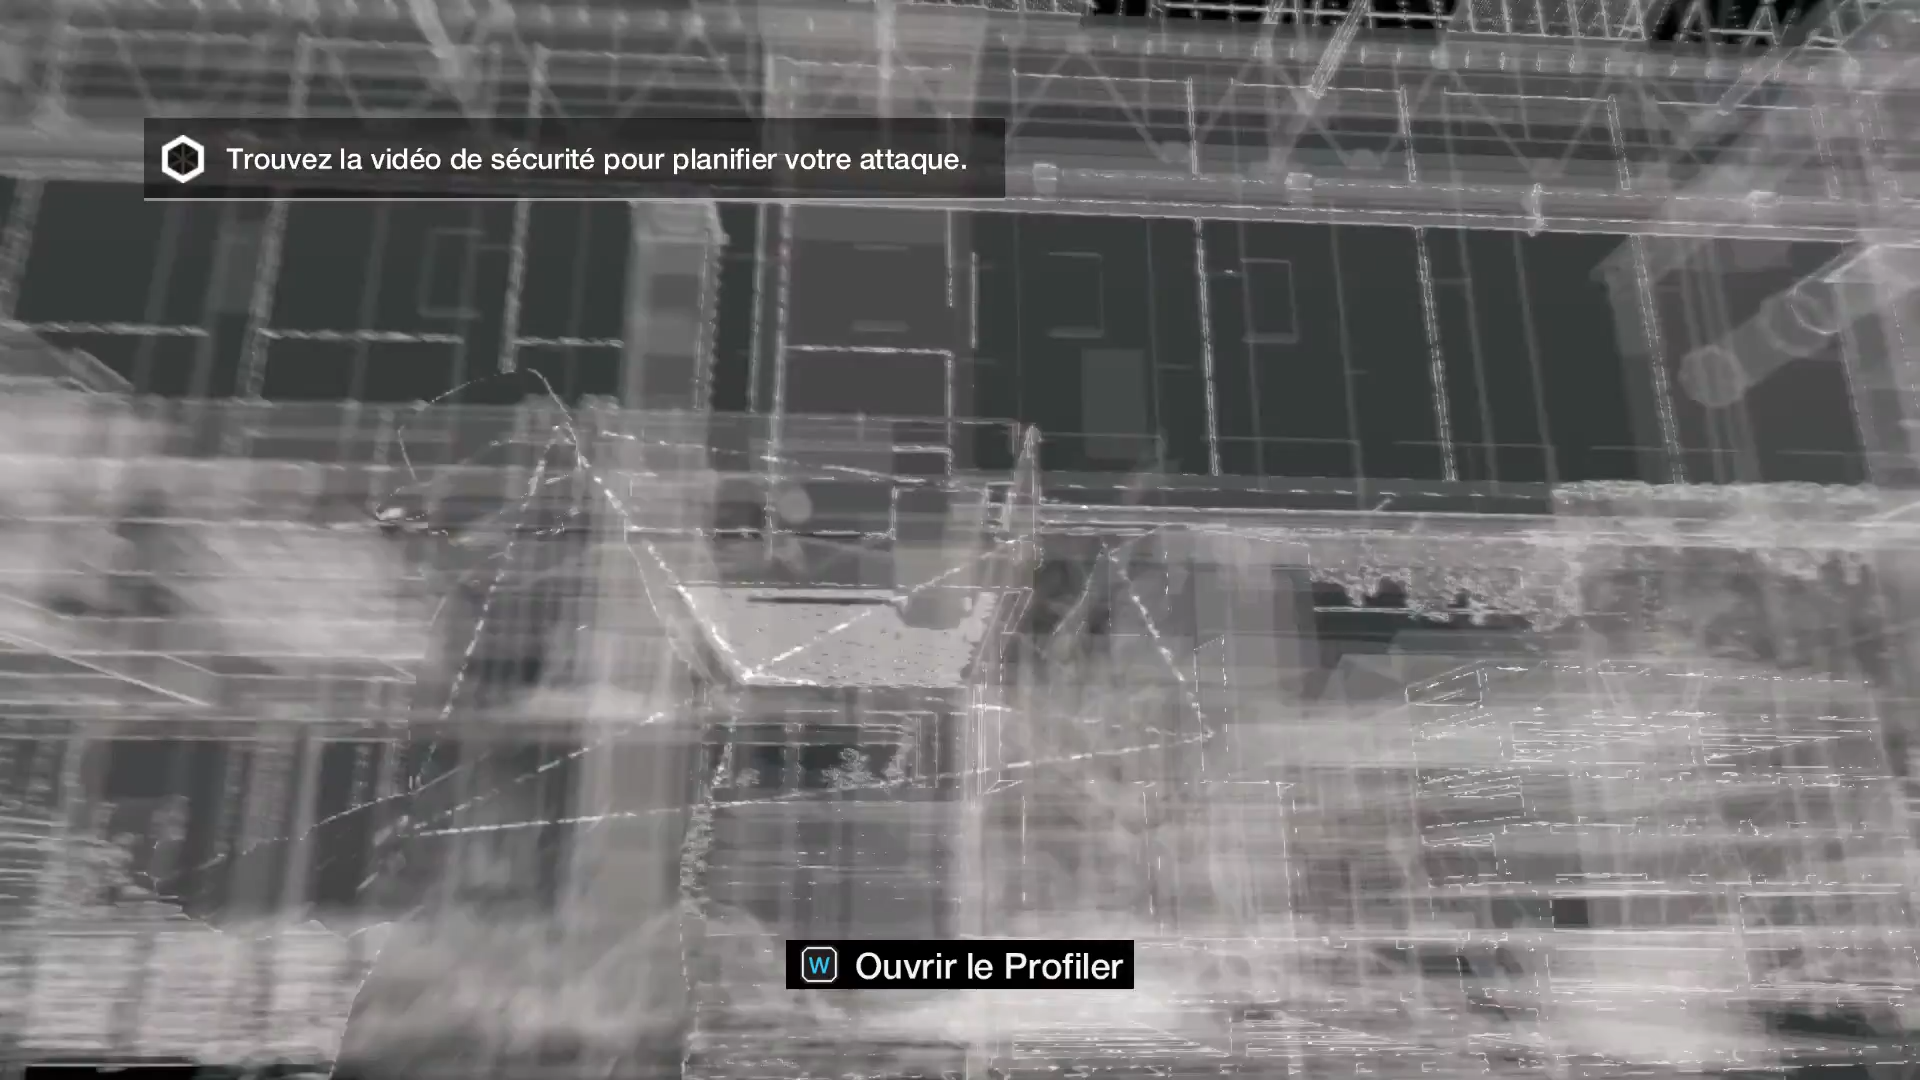 Trouvez la vidéo de sécurité pour planifier votre attaque.
W Ouvrir le Profiler